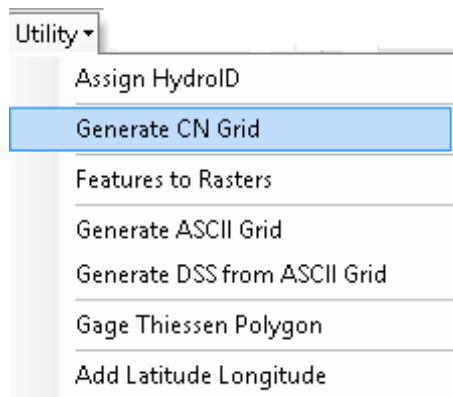 Utility
Assign HydroID
Generate CN Grid
Features to Rasters
Generate ASCII Grid
Generate DSS from ASCII Grid
Gage Thiessen Polygon
Add Latitude Longitude